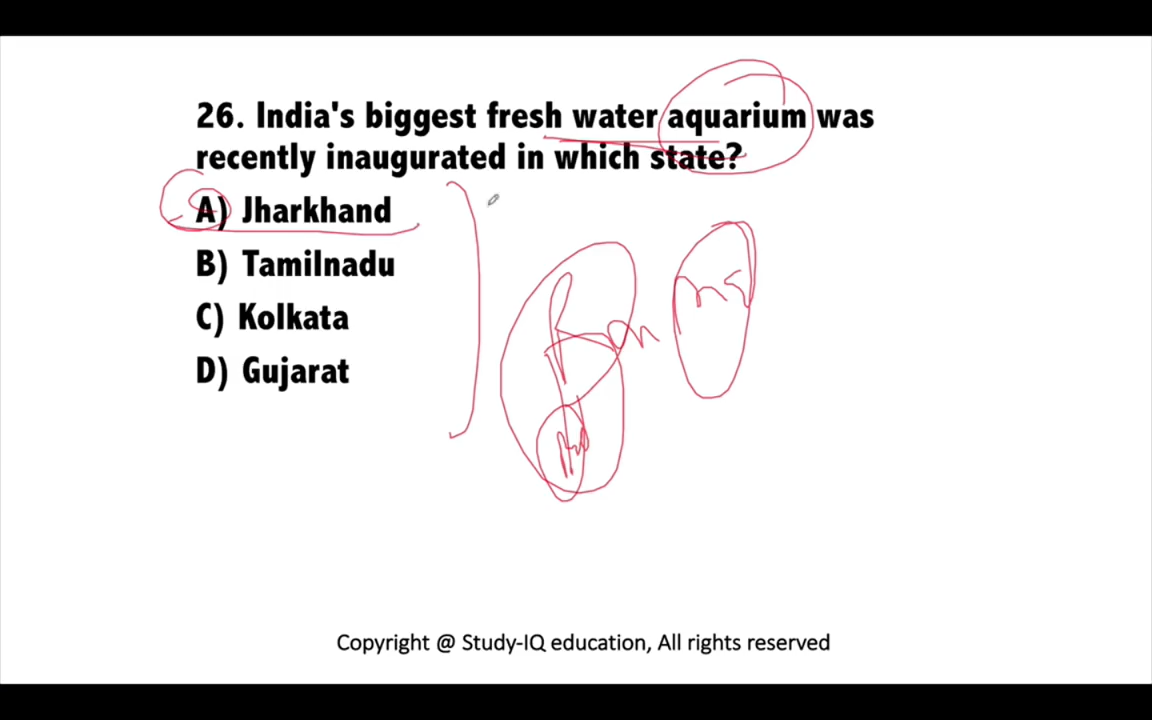 26. India's biggest fresh water aquarium was
recently inaugurated in which state?
A) Jharkhand
B) Tamilnadu
C) Kolkata
D) Gujarat
Copyright @ Study-IQ education, All rights reserved